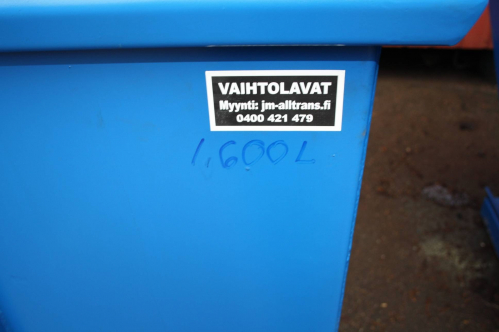 VAIHTOLAVAT
Myynti: jm-alltrans.fi
0400 421 479
1,600L